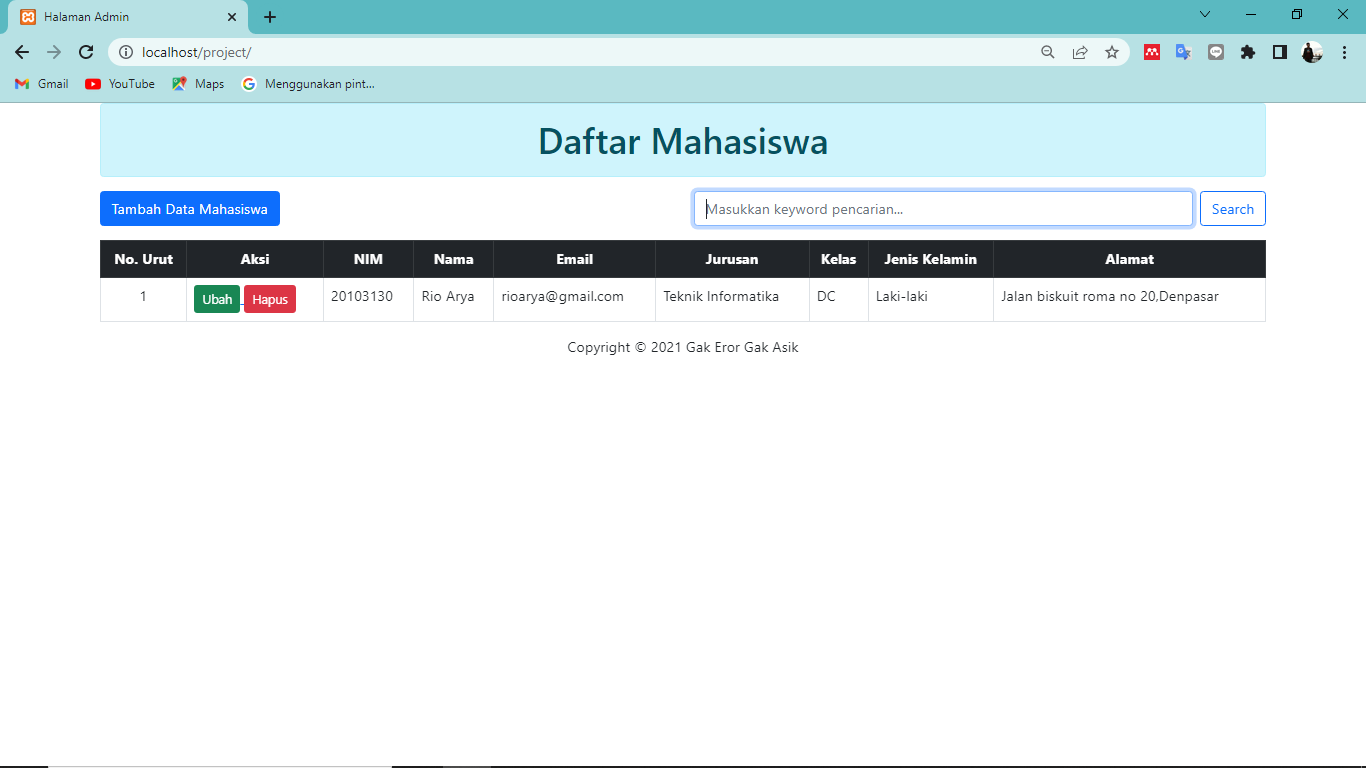 Halaman Admin
localhost/project/
Gmail YouTube Maps Menggunakan pint...
Daftar Mahasiswa
Tambah Data Mahasiswa Masukkan keyword pencarian... Search
No. Urut Aksi NIM Nama Email Jurusan Kelas Jenis Kelamin Alamat
1 Ubah Hapus 20103130 Rio Arya rioarya@gmail.com Teknik Informatika DC Laki-laki Jalan biskuit roma no 20,Denpasar
Copyright © 2021 Gak Eror Gak Asik